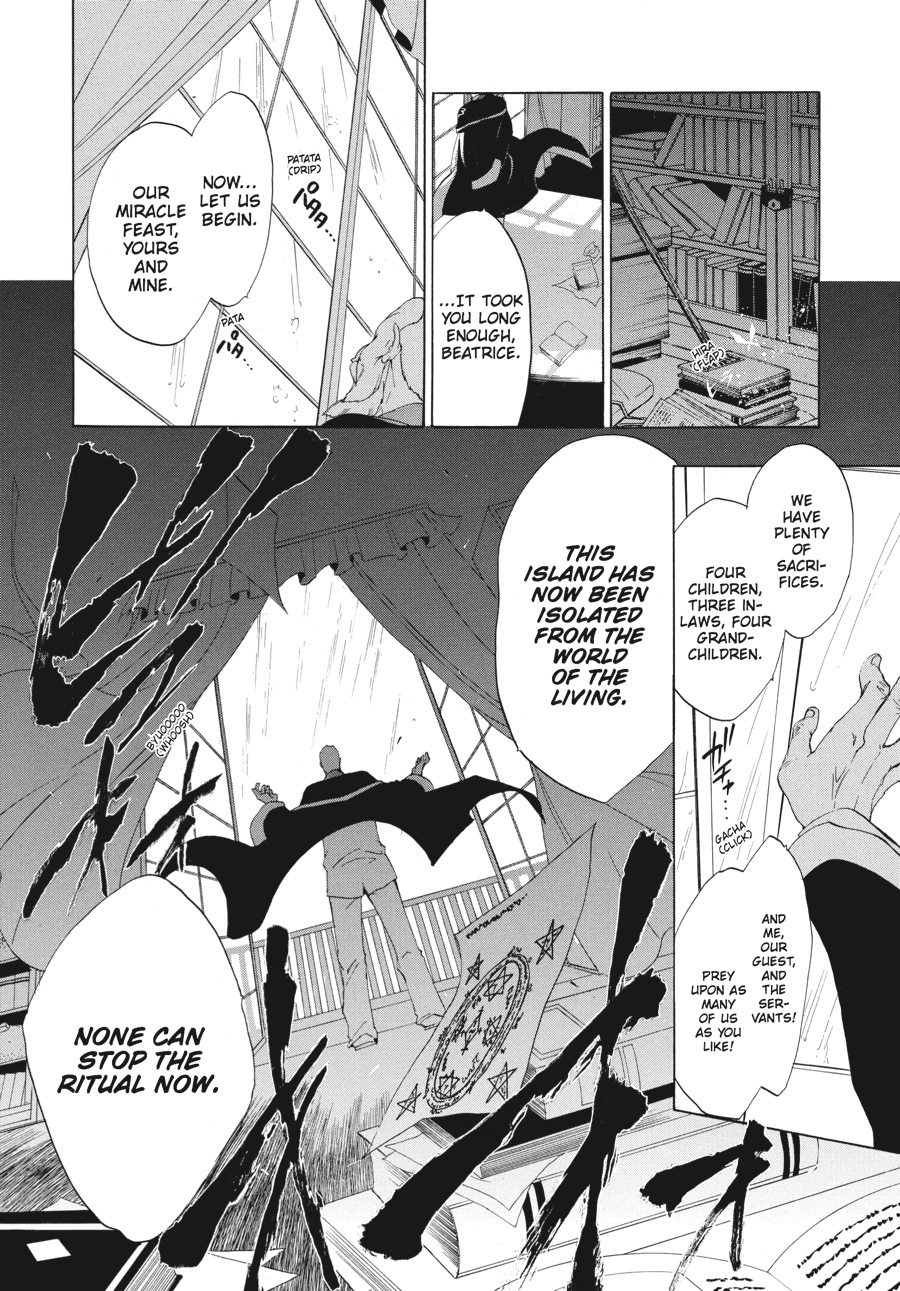 HIRA
(FLAP)
...IT TOOK
YOU LONG
ENOUGH,
BEATRICE.
PATATA
(DRIP)
パタタ...
NOW...
LET US
BEGIN.
OUR
MIRACLE
FEAST,
YOURS
AND
MINE.
PATA
パタ...
WE
HAVE
PLENTY
OF
SACRI-
FICES.
FOUR
CHILDREN,
THREE IN-
LAWS, FOUR
GRAND-
CHILDREN.
ガチャ...
GACHA
(CLICK)
AND
ME,
OUR
GUEST,
AND
THE
SER-
VANTS!
PREY
UPON AS
MANY
OF US
AS YOU
LIKE!
THIS
ISLAND HAS
NOW BEEN
ISOLATED
FROM THE
WORLD
OF THE
LIVING.
BYUOOOOO
(WHOOSH)
NONE CAN
STOP THE
RITUAL NOW.